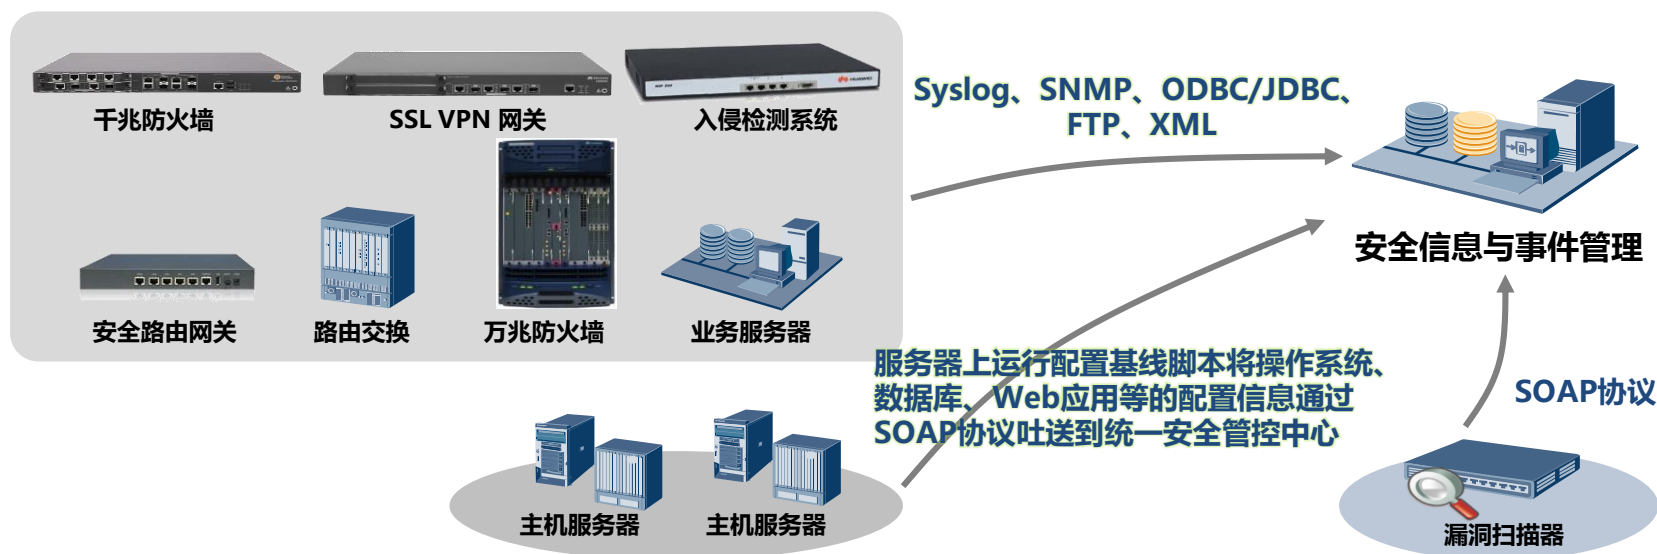 千兆防火墙
SSL VPN 网关
入侵检测系统
HUAWEI
安全路由网关
路由交换
万兆防火墙
业务服务器
Syslog、SNMP、ODBC/JDBC、
FTP、XML
安全信息与事件管理
服务器上运行配置基线脚本将操作系统、
数据库、Web应用等的配置信息通过
SOAP协议吐送到统一安全管控中心
SOAP协议
主机服务器
主机服务器
漏洞扫描器